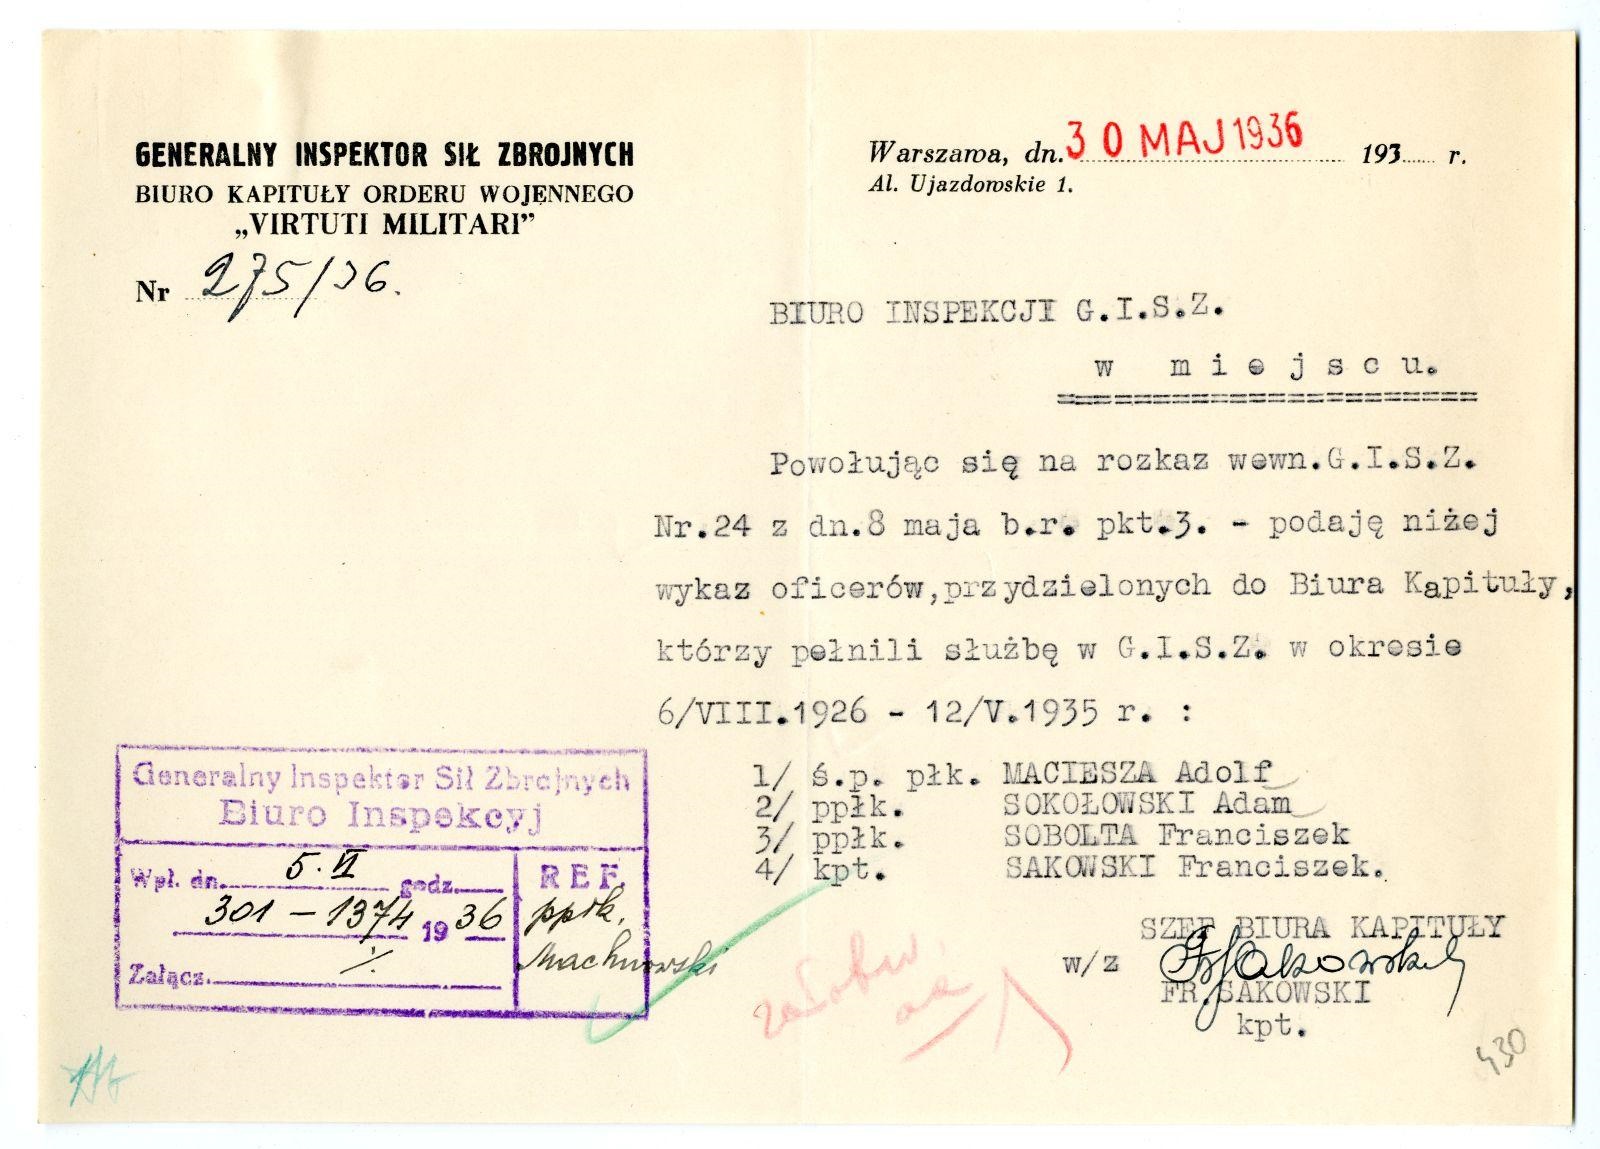 GENERALNY INSPEKTOR SIŁ ZBROJNYCH
BIURO KAPITUŁY ORDERU WOJENNEGO
„VIRTUTI MILITARI”
Nr 275/36.
Warszawa, dn. 30 MAJ 1936 193 r.
Al. Ujazdowskie 1.
BIURO INSPEKCJI G.I.S.Z.
w miejscu.
=======================
Powołując się na rozkaz wewn.G.I.S.Z.
Nr.24 z dn.8 maja b.r. pkt.3. - podaję niżej
wykaz oficerów,przydzielonych do Biura Kapituły,
którzy pełnili służbę w G.I.S.Z. w okresie
6/VIII.1926 - 12/V.1935 r. :
1/ ś.p. płk. MACIESZA Adolf
2/ ppłk. SOKOŁOWSKI Adam
3/ ppłk. SOBOLTA Franciszek
4/ kpt. SAKOWSKI Franciszek.
SZEF BIURA KAPITUŁY
w/z FrSakowski
FR.SAKOWSKI
kpt.
Generalny Inspektor Sił Zbrojnych
Biuro Inspekcyj
Wpł. dn. 5.VI godz.
301 - 1374 1936
Załącz. %
REF.
ppłk.
Machnowski
430